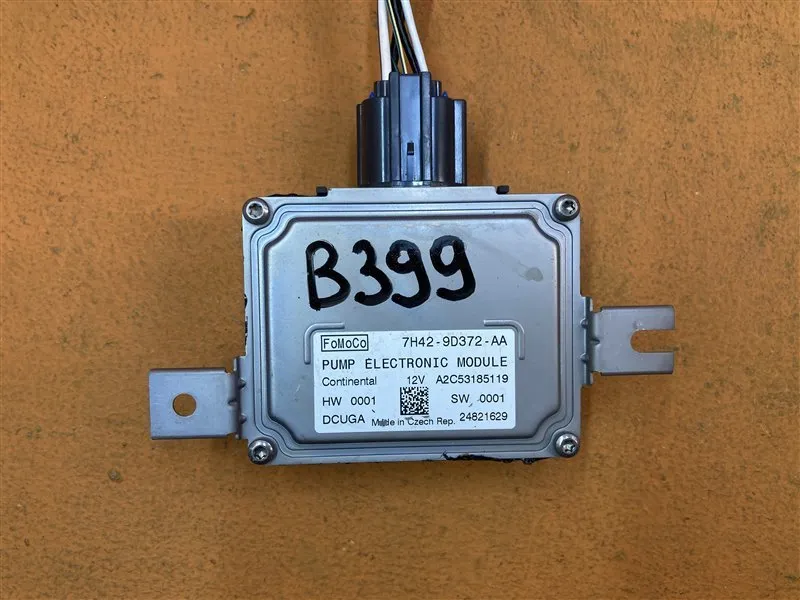 B399
FoMoCo 7H42-9D372-AA
PUMP ELECTRONIC MODULE
Continental 12V A2C53185119
HW 0001 SW 0001
DCUGA Made in Czech Rep. 24821629